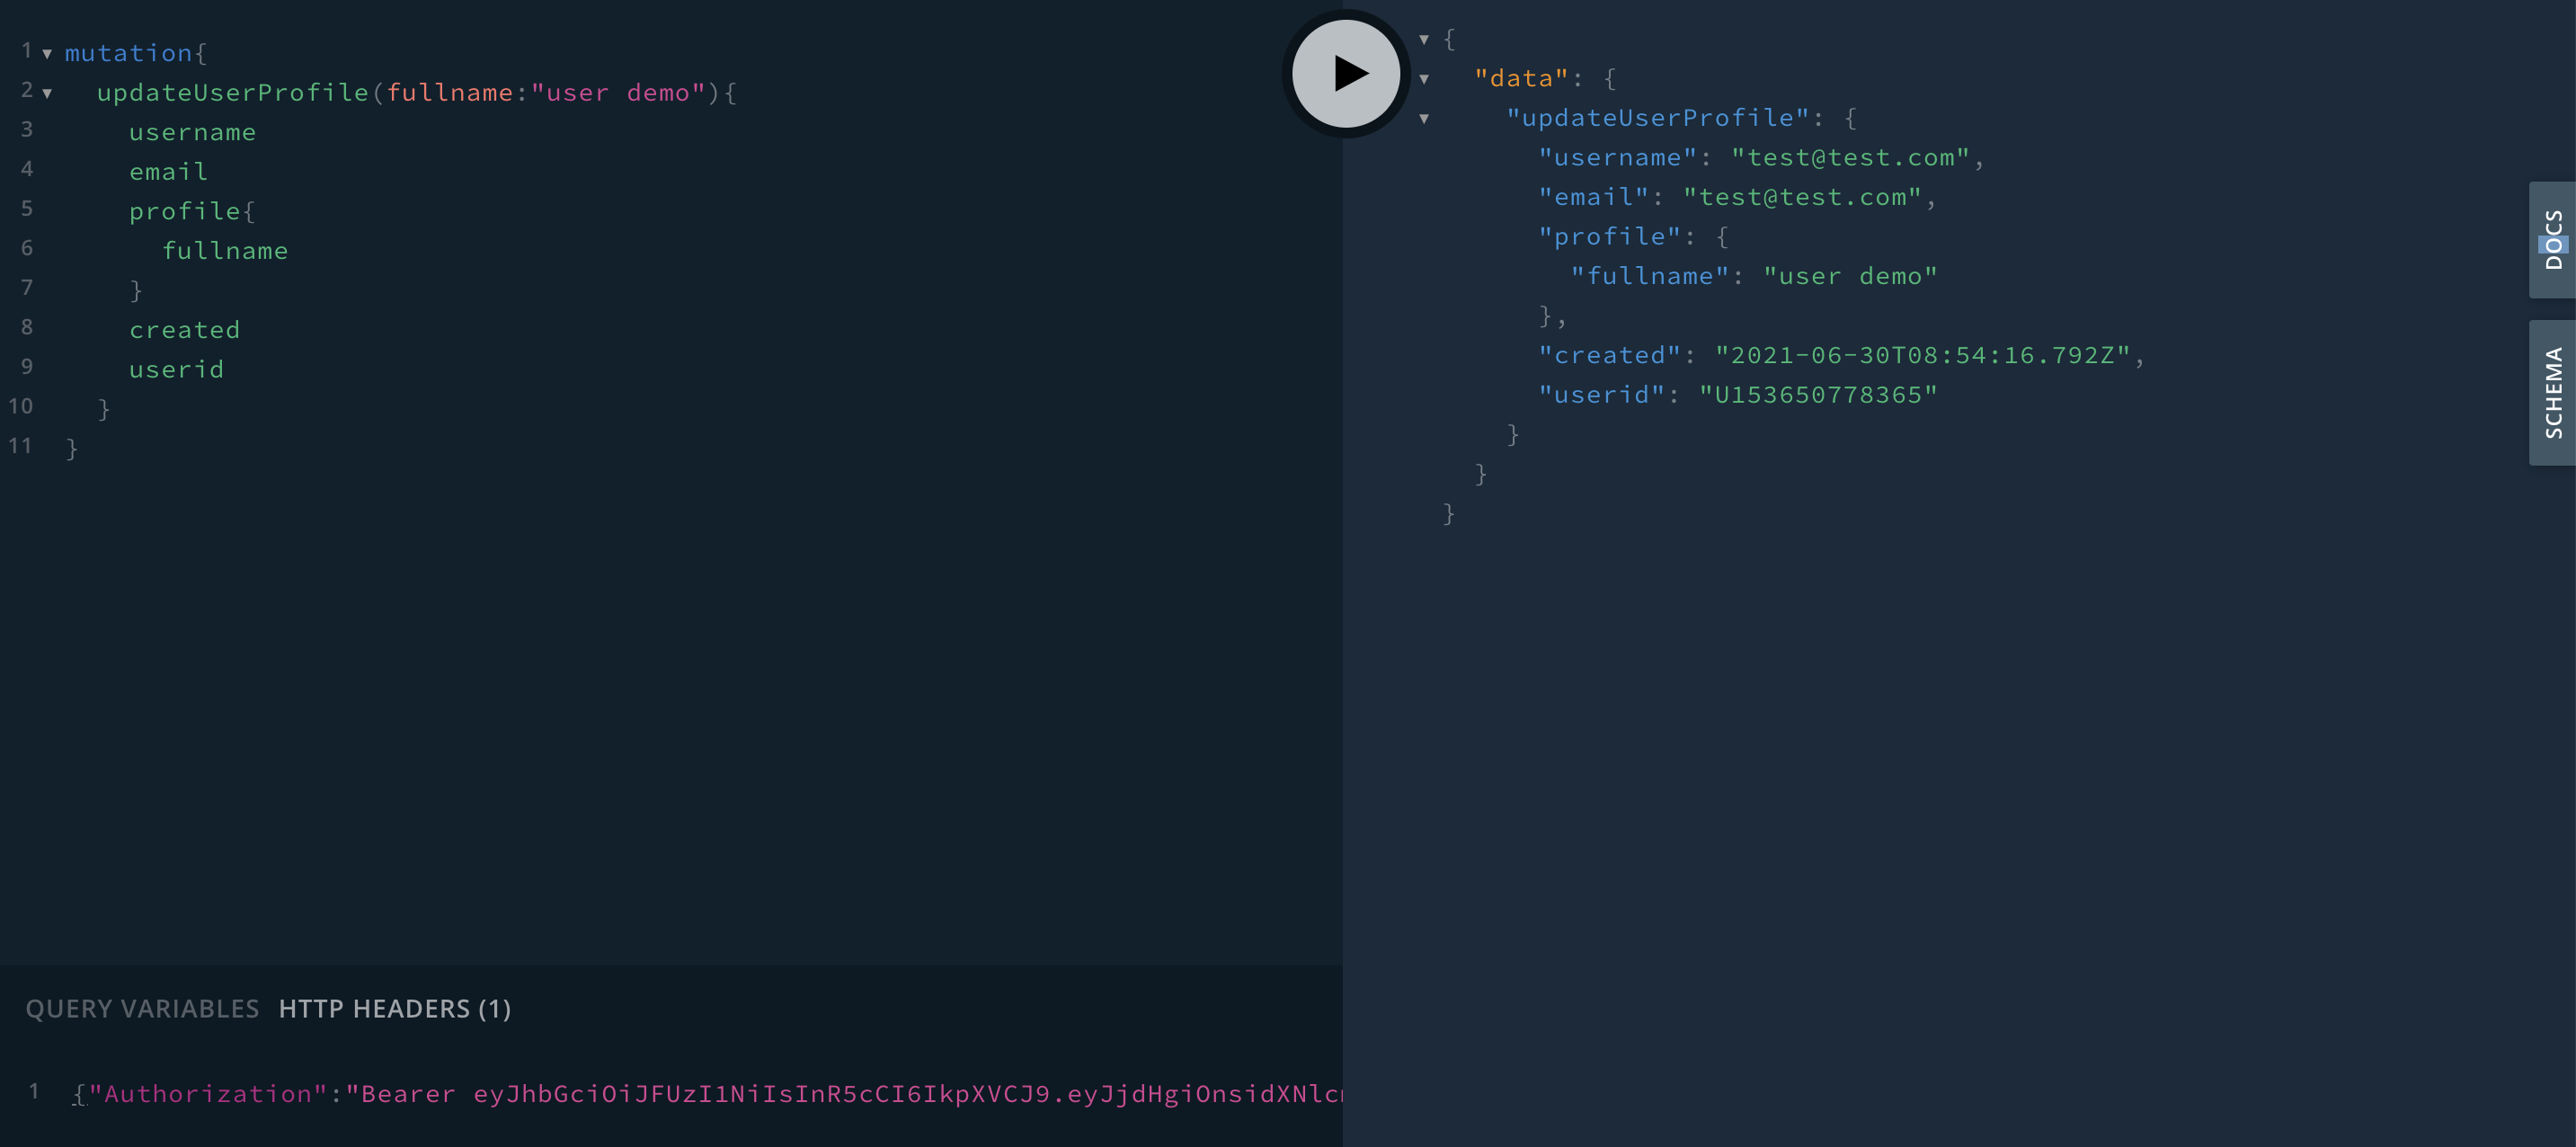 1 ▾ mutation{
2 ▾   updateUserProfile(fullname:"user demo"){
3     username
4     email
5     profile{
6       fullname
7     }
8     created
9     userid
10   }
11 }
QUERY VARIABLES HTTP HEADERS (1)
1 {"Authorization":"Bearer eyJhbGciOiJFUzI1NiIsInR5cCI6IkpXVCJ9.eyJjdHgiOnsidXNlc
▾ {
▾   "data": {
▾     "updateUserProfile": {
      "username": "test@test.com",
      "email": "test@test.com",
      "profile": {
        "fullname": "user demo"
      },
      "created": "2021-06-30T08:54:16.792Z",
      "userid": "U153650778365"
    }
  }
}
DOCS
SCHEMA